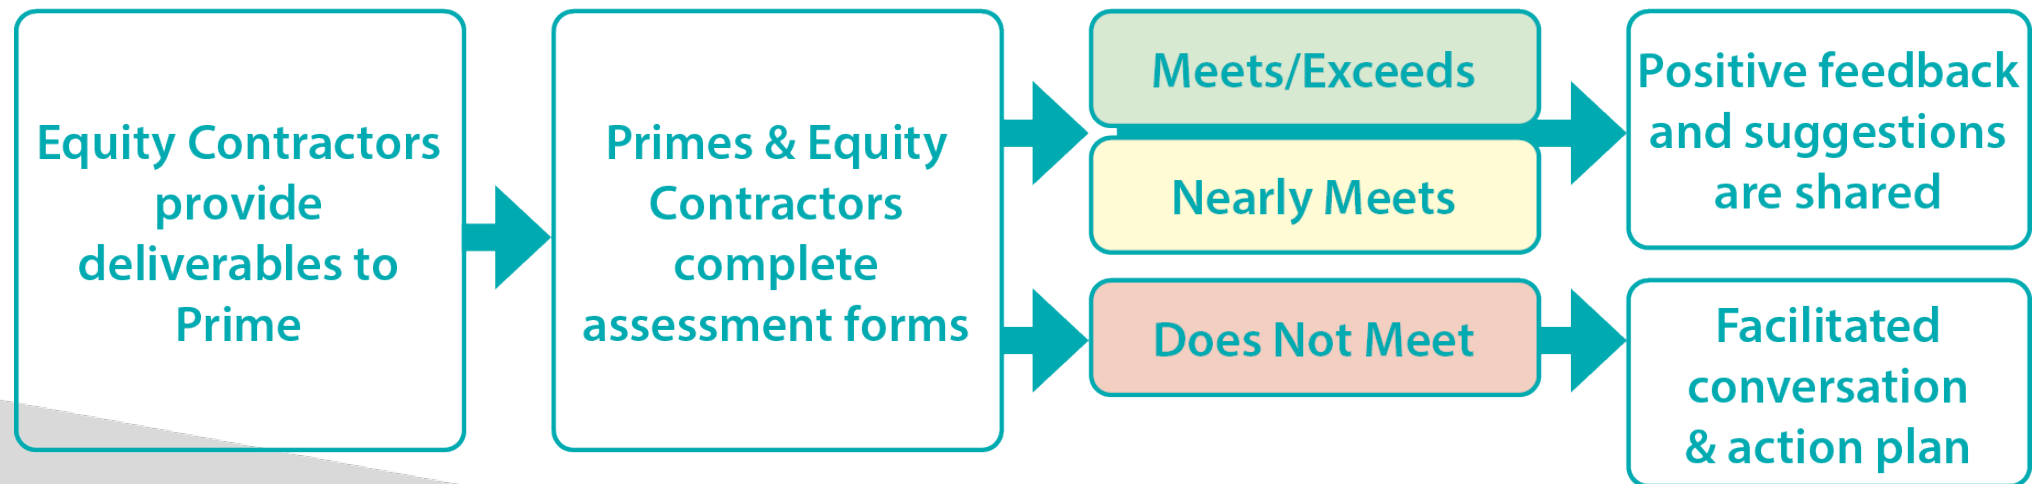 Equity Contractors
provide
deliverables to
Prime
Primes & Equity
Contractors
complete
assessment forms
Meets/Exceeds
Nearly Meets
Does Not Meet
Positive feedback
and suggestions
are shared
Facilitated
conversation
& action plan